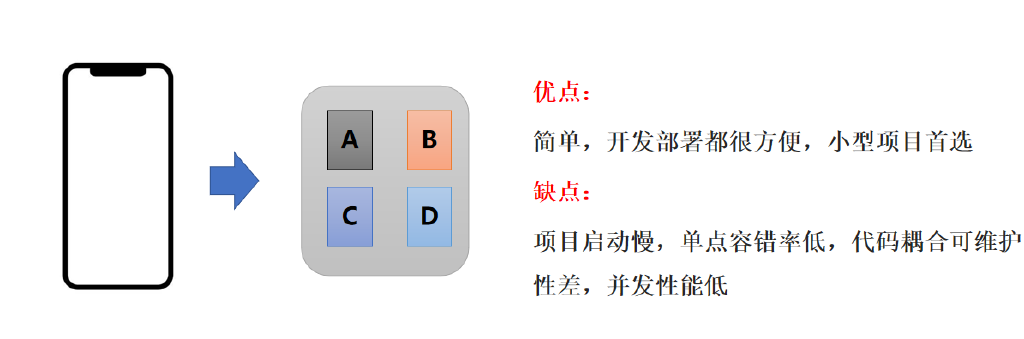 A B
C D
优点：
简单，开发部署都很方便，小型项目首选
缺点：
项目启动慢，单点容错率低，代码耦合可维护
性差，并发性能低